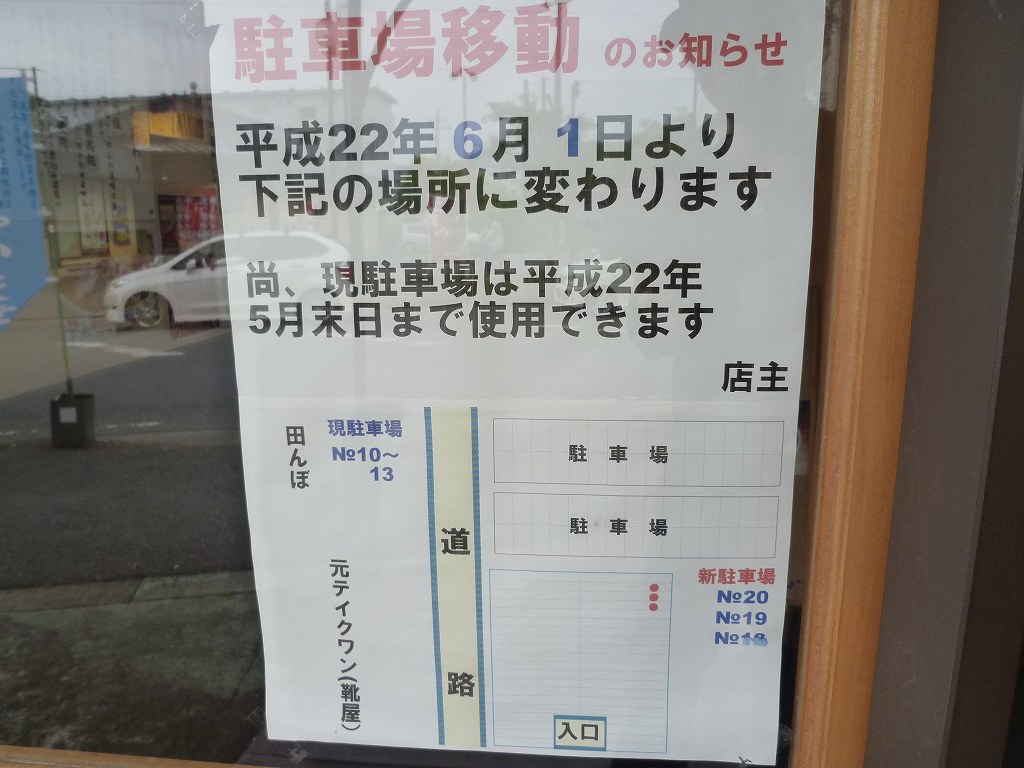 駐車場移動 のお知らせ
平成22年 6月 1日より
下記の場所に変わります
尚、現駐車場は平成22年
5月末日まで使用できます
店主
田んぼ
現駐車場
№10～
13
駐車場
駐車場
道路
元テイクワン(靴屋)
新駐車場
№20
№19
№18
入口